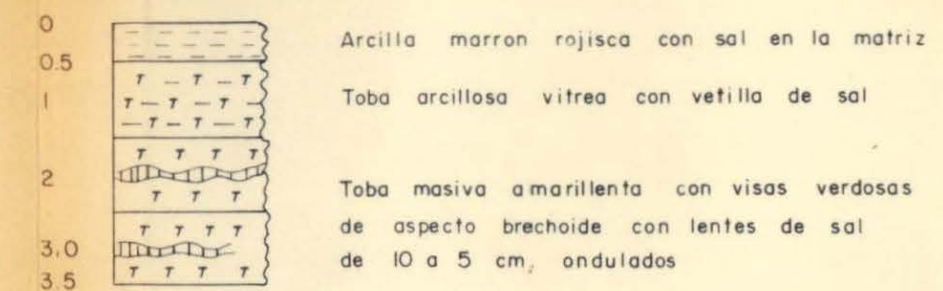 0
Arcilla marron rojisca con sal en la matriz
0.5
T – T – T
1
T – T – T
Toba arcillosa vitrea con vetilla de sal
– T – T – T
T T T T
2
Toba masiva amarillenta con visas verdosas
T T T
de aspecto brechoide con lentes de sal
T T T T
3,0
de 10 a 5 cm, ondulados
T T T T
3.5